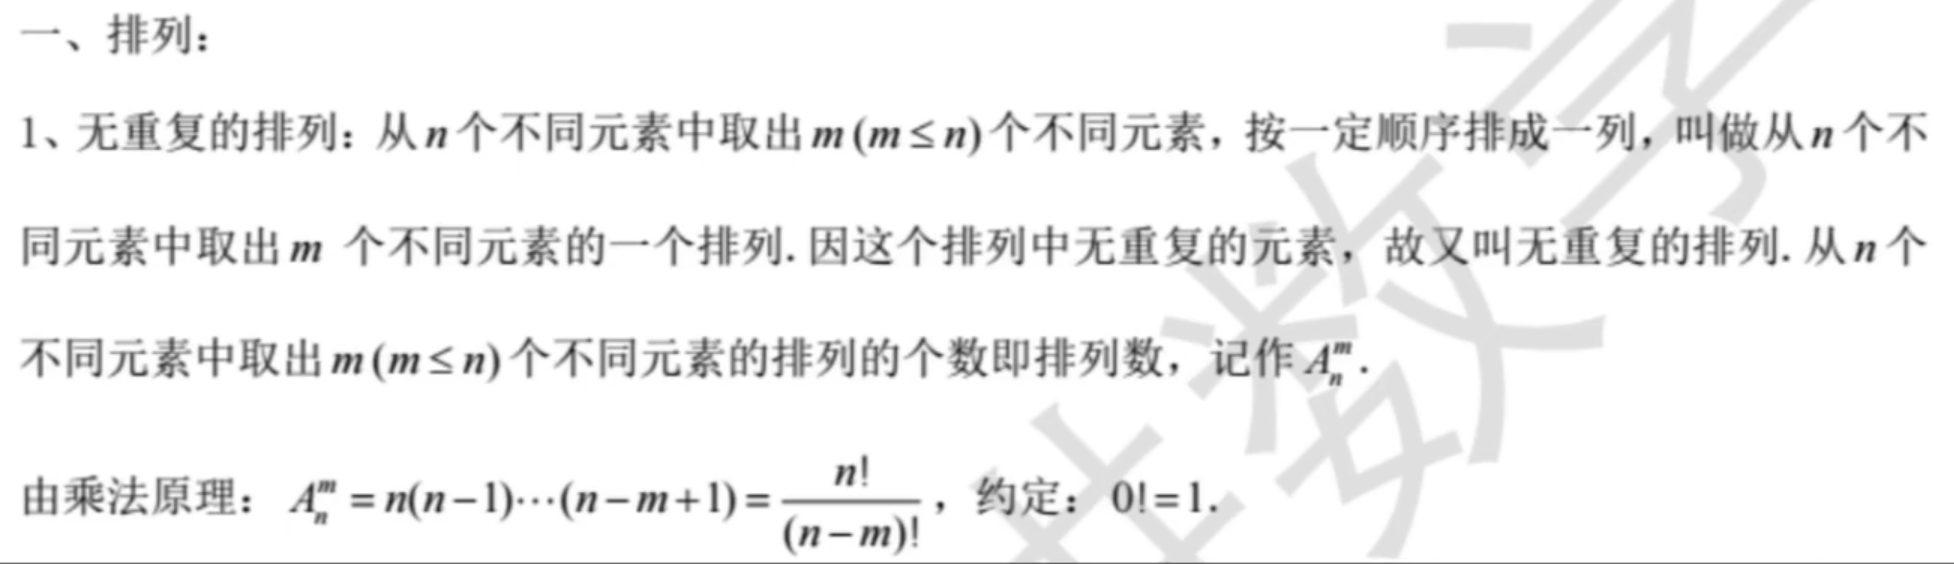 一、排列：
1、无重复的排列：从 n 个不同元素中取出 m (m ≤ n) 个不同元素，按一定顺序排成一列，叫做从 n 个不
同元素中取出 m 个不同元素的一个排列. 因这个排列中无重复的元素，故又叫无重复的排列. 从 n 个
不同元素中取出 m (m ≤ n) 个不同元素的排列的个数即排列数，记作 $A_n^m$ .
由乘法原理： $A_n^m = n(n-1)\cdots(n-m+1) = \frac{n!}{(n-m)!}$ ，约定：0! = 1.
数学